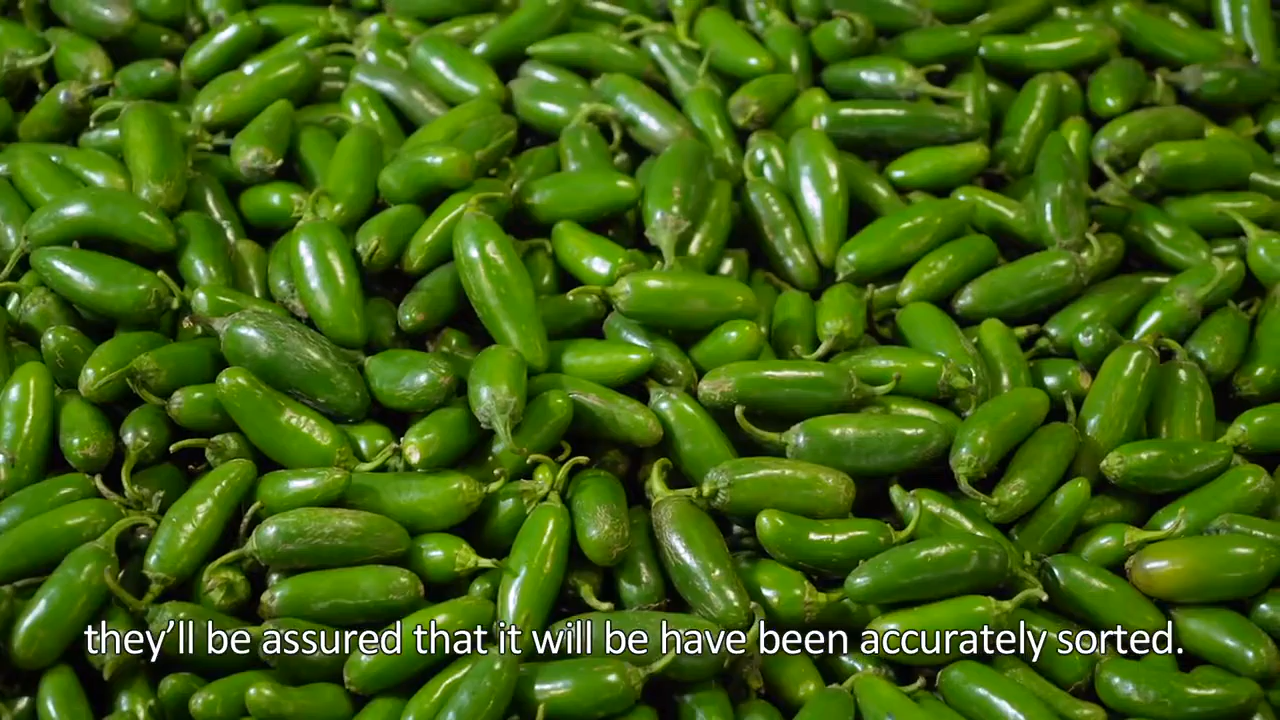 they’ll be assured that it will be have been accurately sorted.